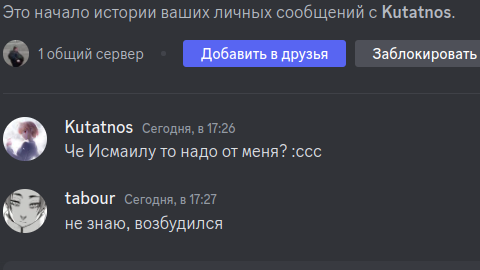 Это начало истории ваших личных сообщений с Kutatnos.
1 общий сервер
Добавить в друзья
Заблокировать
Kutatnos Сегодня, в 17:26
Че Исмаилу то надо от меня? :ссс
tabour Сегодня, в 17:27
не знаю, возбудился